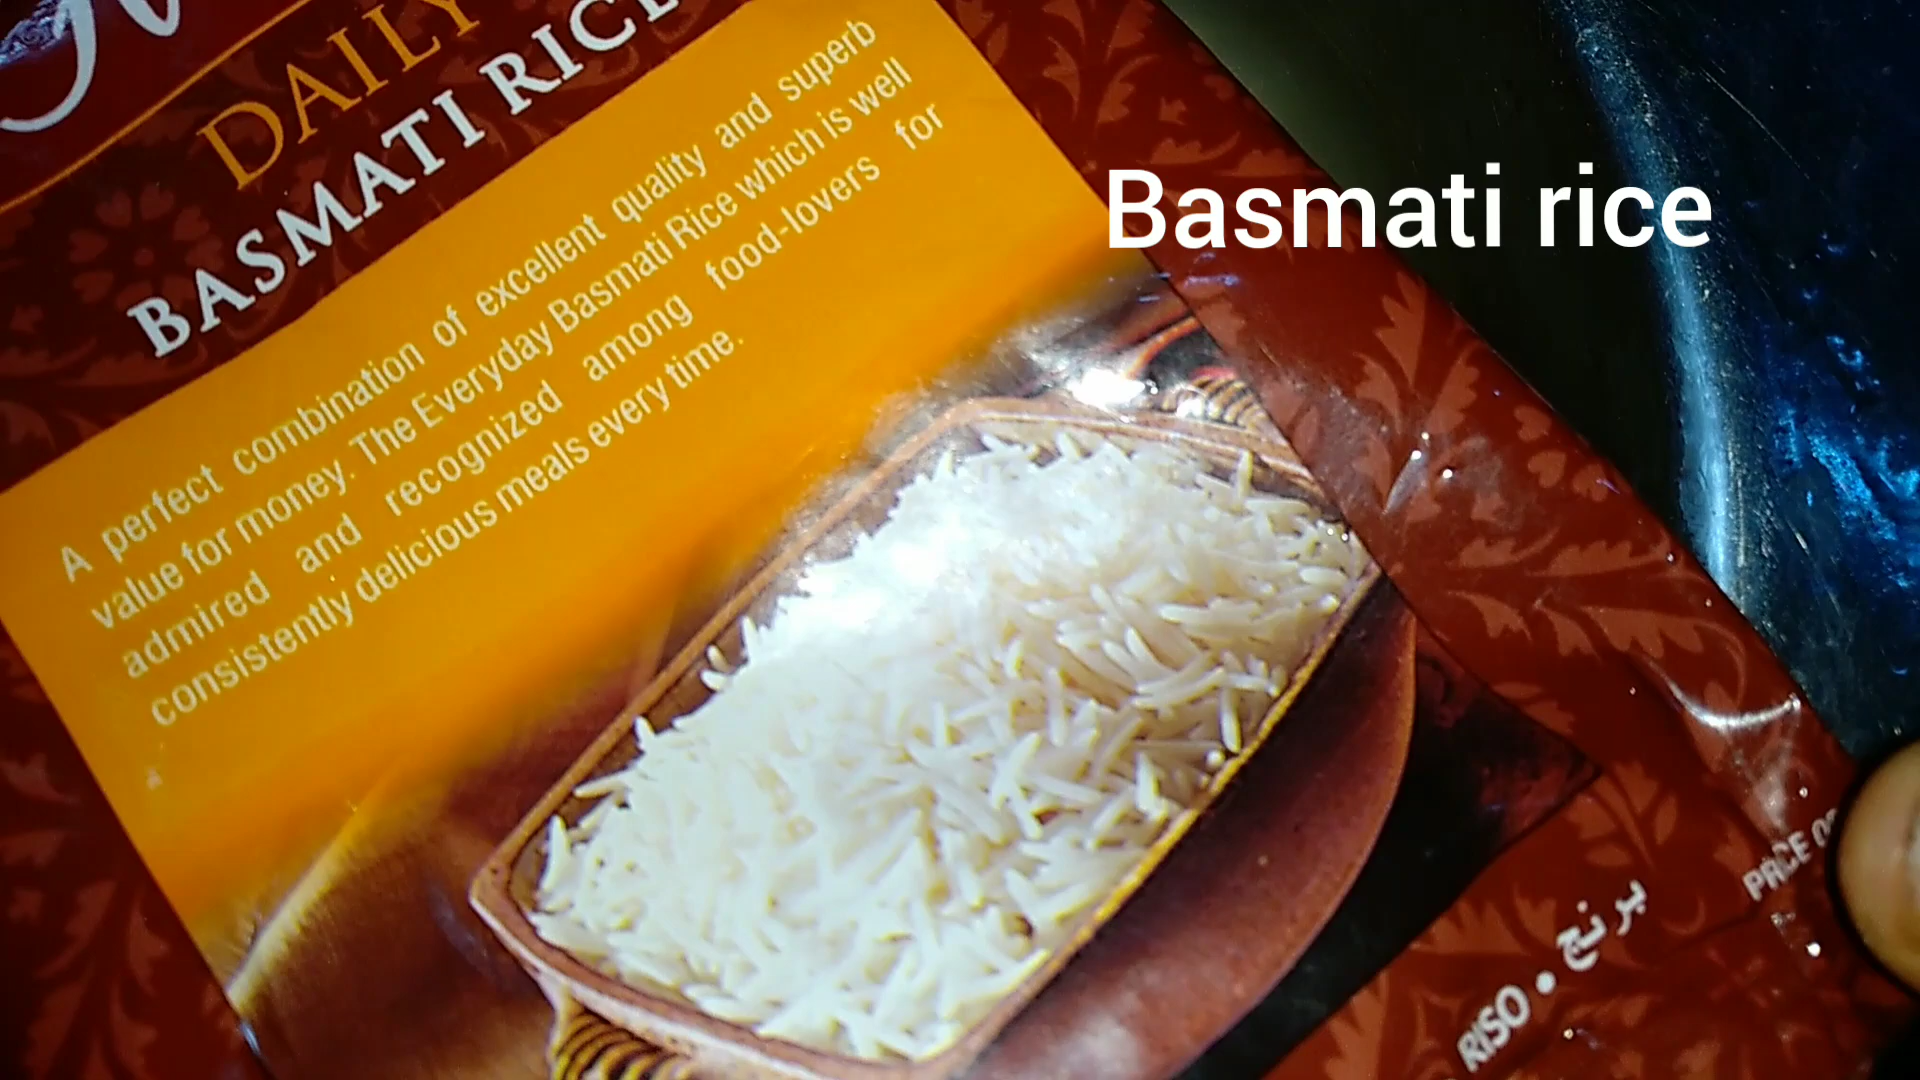 DAILY
BASMATI RICE
A perfect combination of excellent quality and superb
value for money. The Everyday Basmati Rice which is well
admired and recognized among food-lovers for
consistently delicious meals every time.
Basmati rice
RISO • برنج